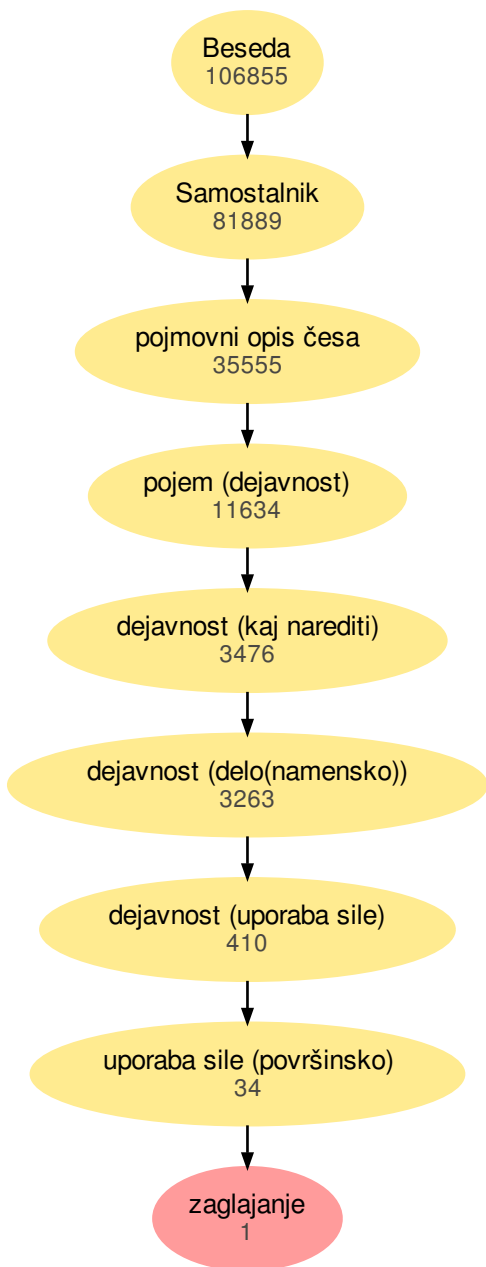 Beseda
106855
Samostalnik
81889
pojmovni opis česa
35555
pojem (dejavnost)
11634
dejavnost (kaj narediti)
3476
dejavnost (delo(namensko))
3263
dejavnost (uporaba sile)
410
uporaba sile (površinsko)
34
zaglajanje
1